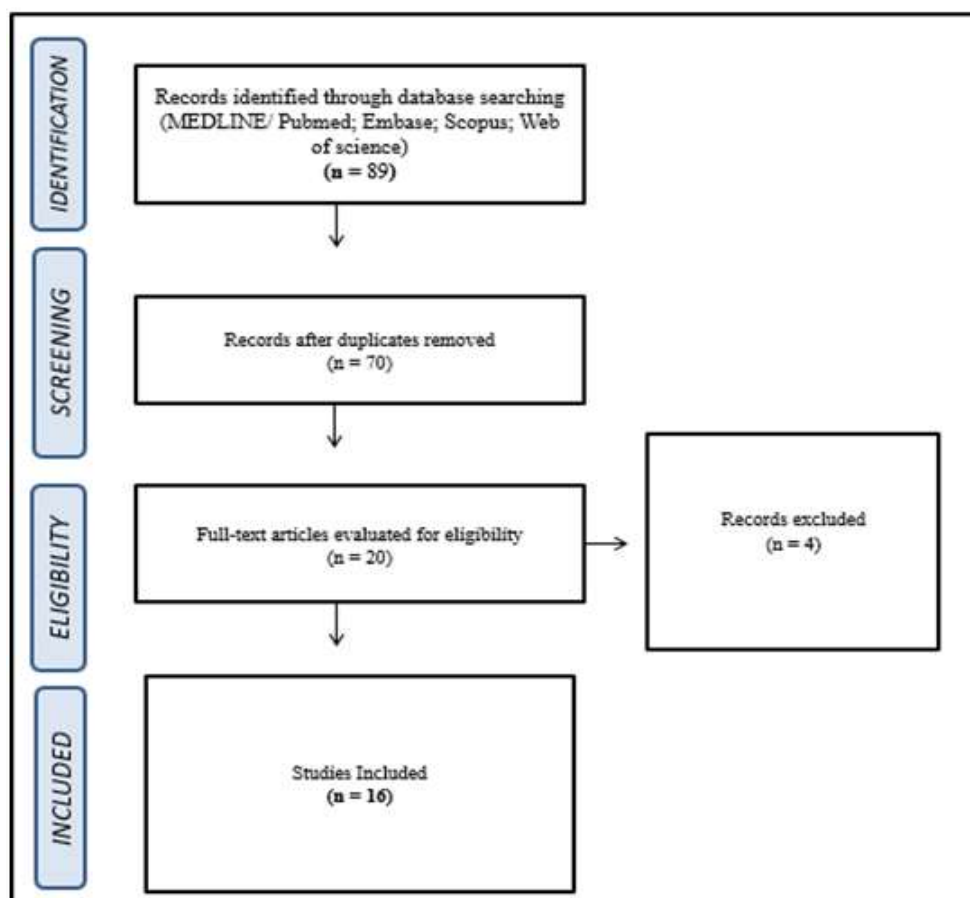 IDENTIFICATION
Records identified through database searching
(MEDLINE/ Pubmed; Embase; Scopus; Web
of science)
(n = 89)
SCREENING
Records after duplicates removed
(n = 70)
ELIGIBILITY
Full-text articles evaluated for eligibility
(n = 20)
Records excluded
(n = 4)
INCLUDED
Studies Included
(n = 16)